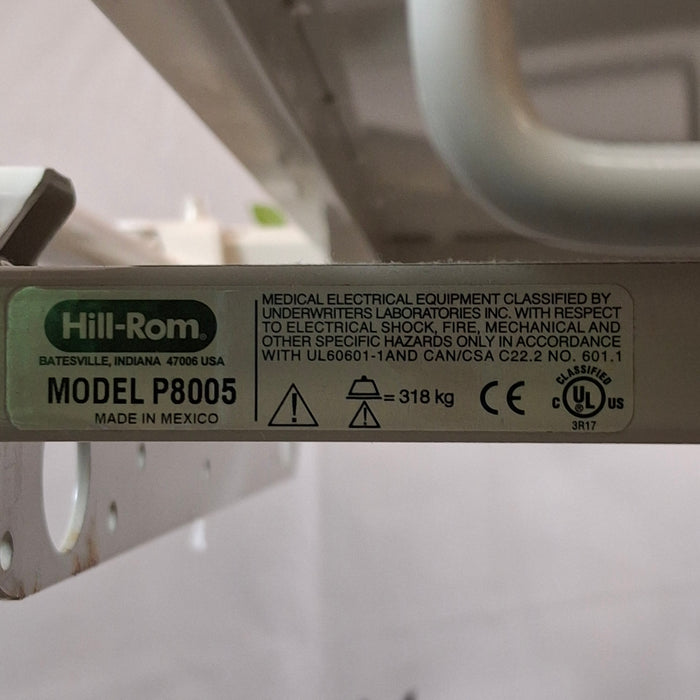 Hill-Rom®
BATESVILLE, INDIANA 47006 USA
MODEL P8005
MADE IN MEXICO
MEDICAL ELECTRICAL EQUIPMENT CLASSIFIED BY
UNDERWRITERS LABORATORIES INC. WITH RESPECT
TO ELECTRICAL SHOCK, FIRE, MECHANICAL AND
OTHER SPECIFIC HAZARDS ONLY IN ACCORDANCE
WITH UL60601-1AND CAN/CSA C22.2 NO. 601.1
= 318 kg
CE
CLASSIFIED
C UL US
3R17